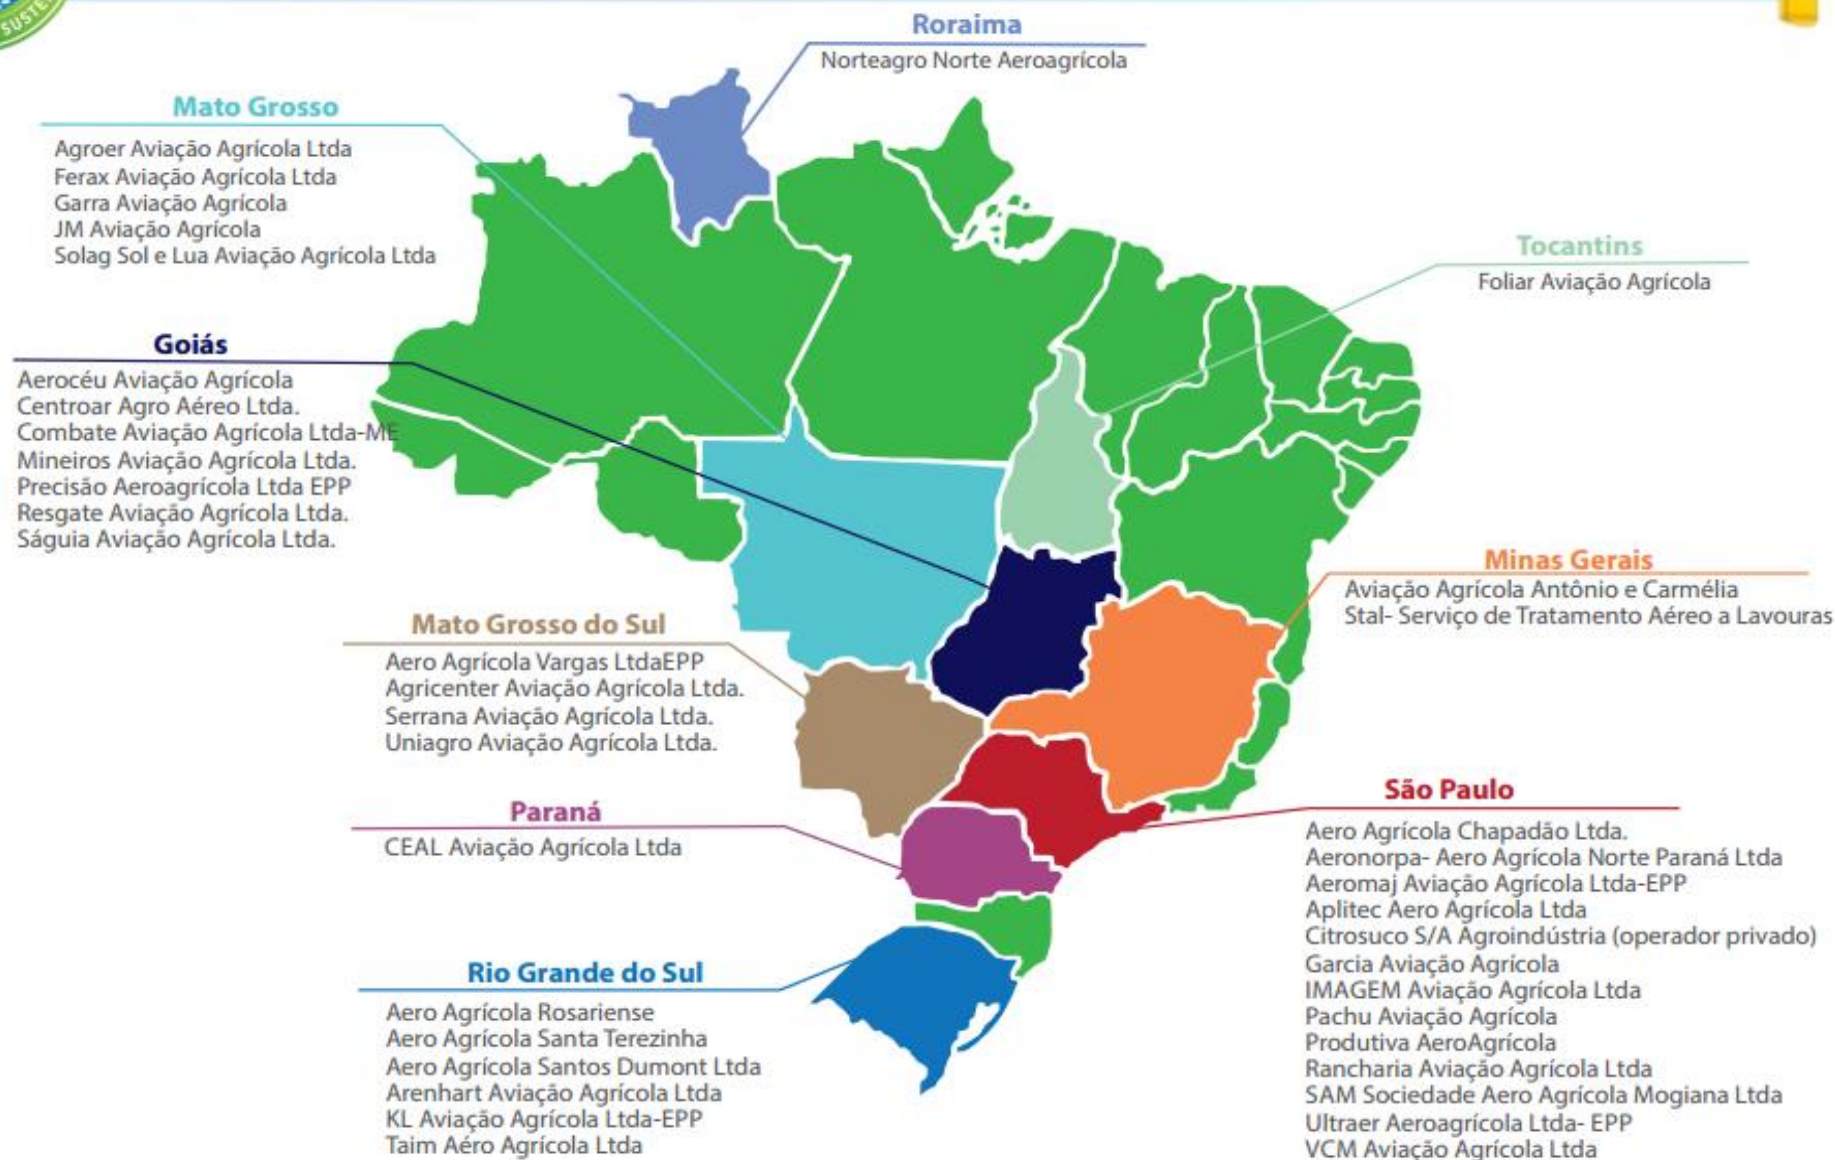 SUSTE
Roraima
Norteagro Norte Aeroagrícola
Mato Grosso
Agroer Aviação Agrícola Ltda
Ferax Aviação Agrícola Ltda
Garra Aviação Agrícola
JM Aviação Agrícola
Solag Sol e Lua Aviação Agrícola Ltda
Tocantins
Foliar Aviação Agrícola
Goiás
Aerocéu Aviação Agrícola
Centroar Agro Aéreo Ltda.
Combate Aviação Agrícola Ltda-ME
Mineiros Aviação Agrícola Ltda.
Precisão Aeroagrícola Ltda EPP
Resgate Aviação Agrícola Ltda.
Ságuia Aviação Agrícola Ltda.
Minas Gerais
Aviação Agrícola Antônio e Carmélia
Stal- Serviço de Tratamento Aéreo a Lavouras
Mato Grosso do Sul
Aero Agrícola Vargas LtdaEPP
Agricenter Aviação Agrícola Ltda.
Serrana Aviação Agrícola Ltda.
Uniagro Aviação Agrícola Ltda.
Paraná
CEAL Aviação Agrícola Ltda
São Paulo
Aero Agrícola Chapadão Ltda.
Aeronorpa- Aero Agrícola Norte Paraná Ltda
Aeromaj Aviação Agrícola Ltda-EPP
Aplitec Aero Agrícola Ltda
Citrosuco S/A Agroindústria (operador privado)
Garcia Aviação Agrícola
IMAGEM Aviação Agrícola Ltda
Pachu Aviação Agrícola
Produtiva AeroAgrícola
Rancharia Aviação Agrícola Ltda
SAM Sociedade Aero Agrícola Mogiana Ltda
Ultraer Aeroagrícola Ltda- EPP
VCM Aviação Agrícola Ltda
Rio Grande do Sul
Aero Agrícola Rosariense
Aero Agrícola Santa Terezinha
Aero Agrícola Santos Dumont Ltda
Arenhart Aviação Agrícola Ltda
KL Aviação Agrícola Ltda-EPP
Taim Aéro Agrícola Ltda